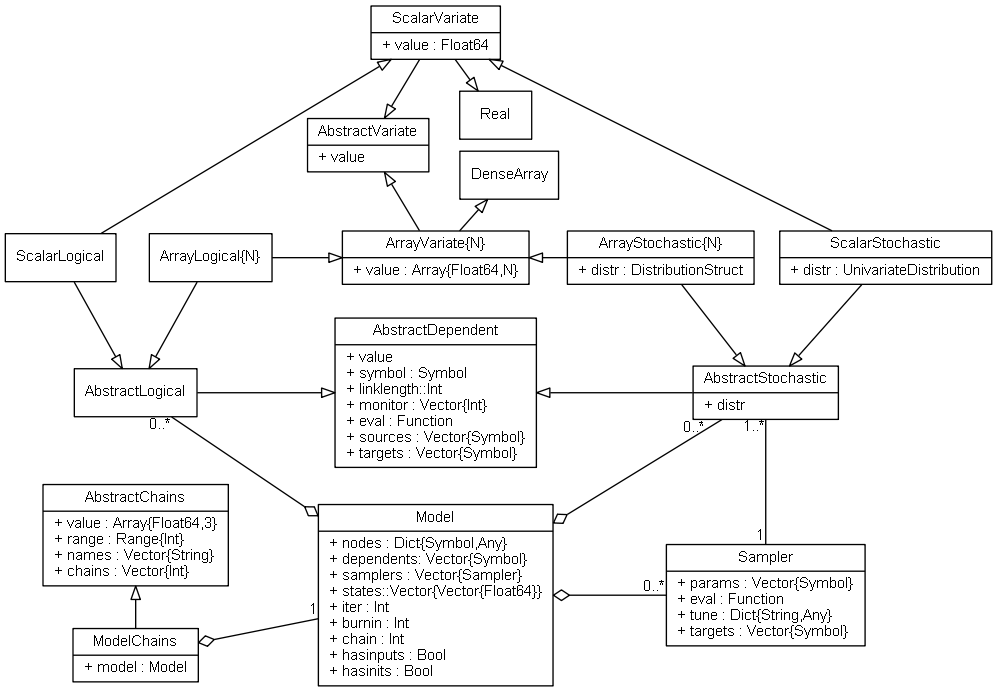 ScalarVariate
+ value : Float64
Real
AbstractVariate
+ value
DenseArray
ScalarLogical
ArrayLogical{N}
ArrayVariate{N}
+ value : Array{Float64,N}
ArrayStochastic{N}
+ distr : DistributionStruct
ScalarStochastic
+ distr : UnivariateDistribution
AbstractDependent
+ value
+ symbol : Symbol
+ linklength::Int
+ monitor : Vector{Int}
+ eval : Function
+ sources : Vector{Symbol}
+ targets : Vector{Symbol}
AbstractLogical
0..*
AbstractStochastic
+ distr
0..*
1..*
AbstractChains
+ value : Array{Float64,3}
+ range : Range{Int}
+ names : Vector{String}
+ chains : Vector{Int}
Model
+ nodes : Dict{Symbol,Any}
+ dependents: Vector{Symbol}
+ samplers : Vector{Sampler}
+ states::Vector{Vector{Float64}}
+ iter : Int
+ burnin : Int
+ chain : Int
+ hasinputs : Bool
+ hasinits : Bool
1
Sampler
+ params : Vector{Symbol}
+ eval : Function
+ tune : Dict{String,Any}
+ targets : Vector{Symbol}
0..*
1
ModelChains
+ model : Model